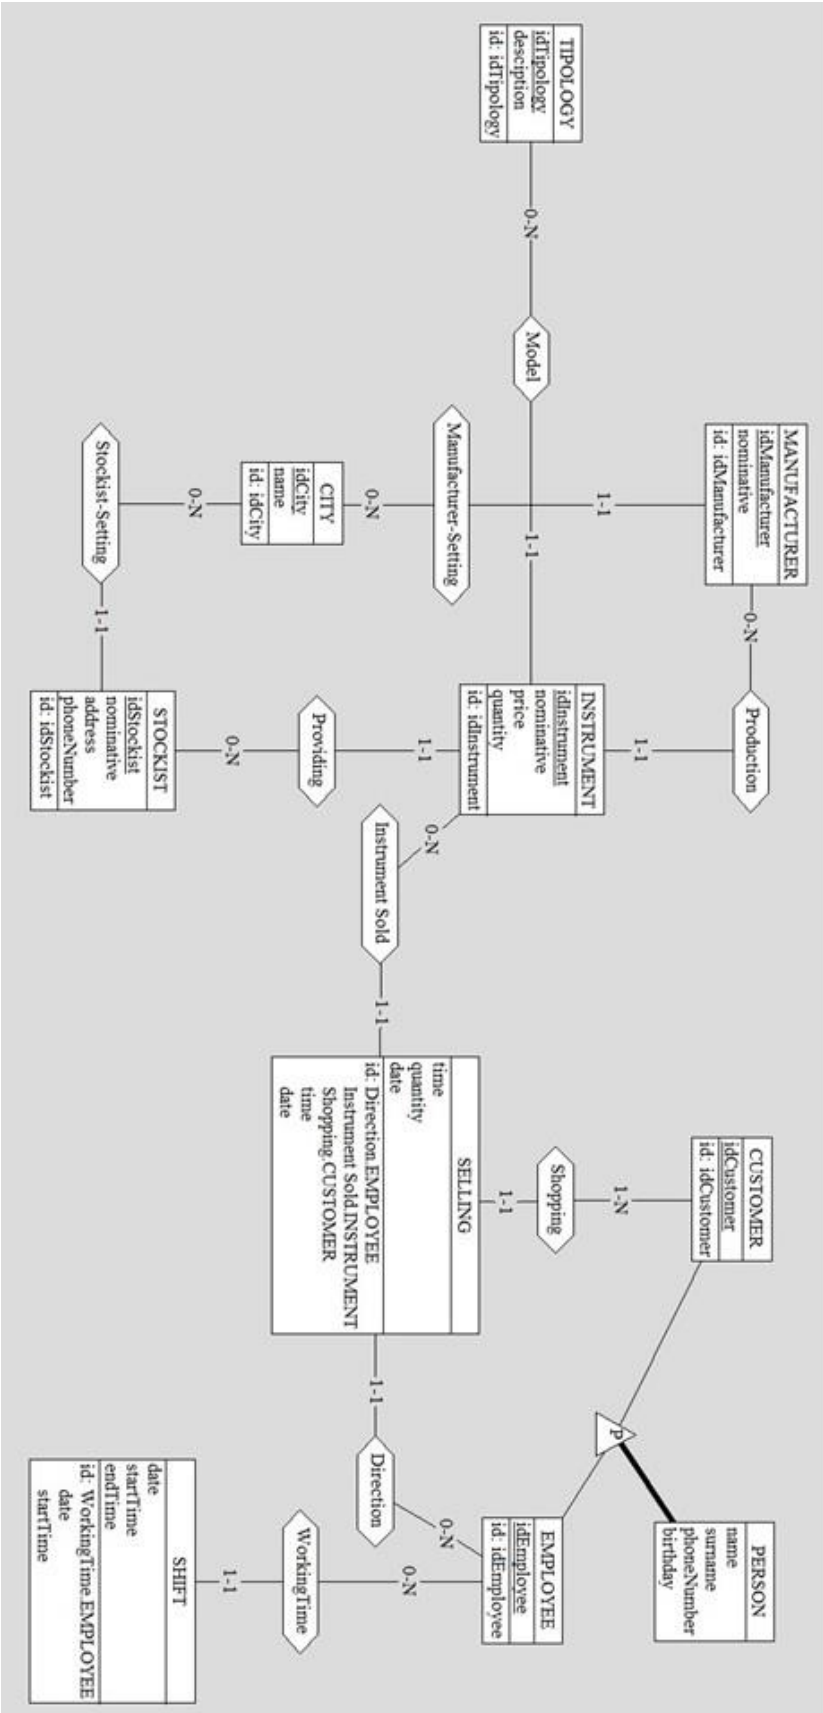 TIPOLOGY
idTipology
desciption
id: idTipology
0-N
Model
1-1
MANUFACTURER
idManufacturer
nominative
id: idManufacturer
1-1
Manufacturer-Setting
0-N
CITY
idCity
name
id: idCity
0-N
Stockist-Setting
1-1
STOCKIST
idStockist
nominative
address
phoneNumber
id: idStockist
0-N
Providing
1-1
INSTRUMENT
idInstrument
nominative
price
quantity
id: idInstrument
1-1
Production
0-N
0-N
Instrument Sold
1-1
SELLING
time
quantity
date
id: Direction.EMPLOYEE
Instrument Sold.INSTRUMENT
Shopping.CUSTOMER
time
date
1-1
Shopping
1-N
CUSTOMER
idCustomer
id: idCustomer
P
PERSON
name
surname
phoneNumber
birthday
EMPLOYEE
idEmployee
id: idEmployee
0-N
Direction
1-1
0-N
WorkingTime
1-1
SHIFT
date
startTime
endTime
id: WorkingTime.EMPLOYEE
date
startTime